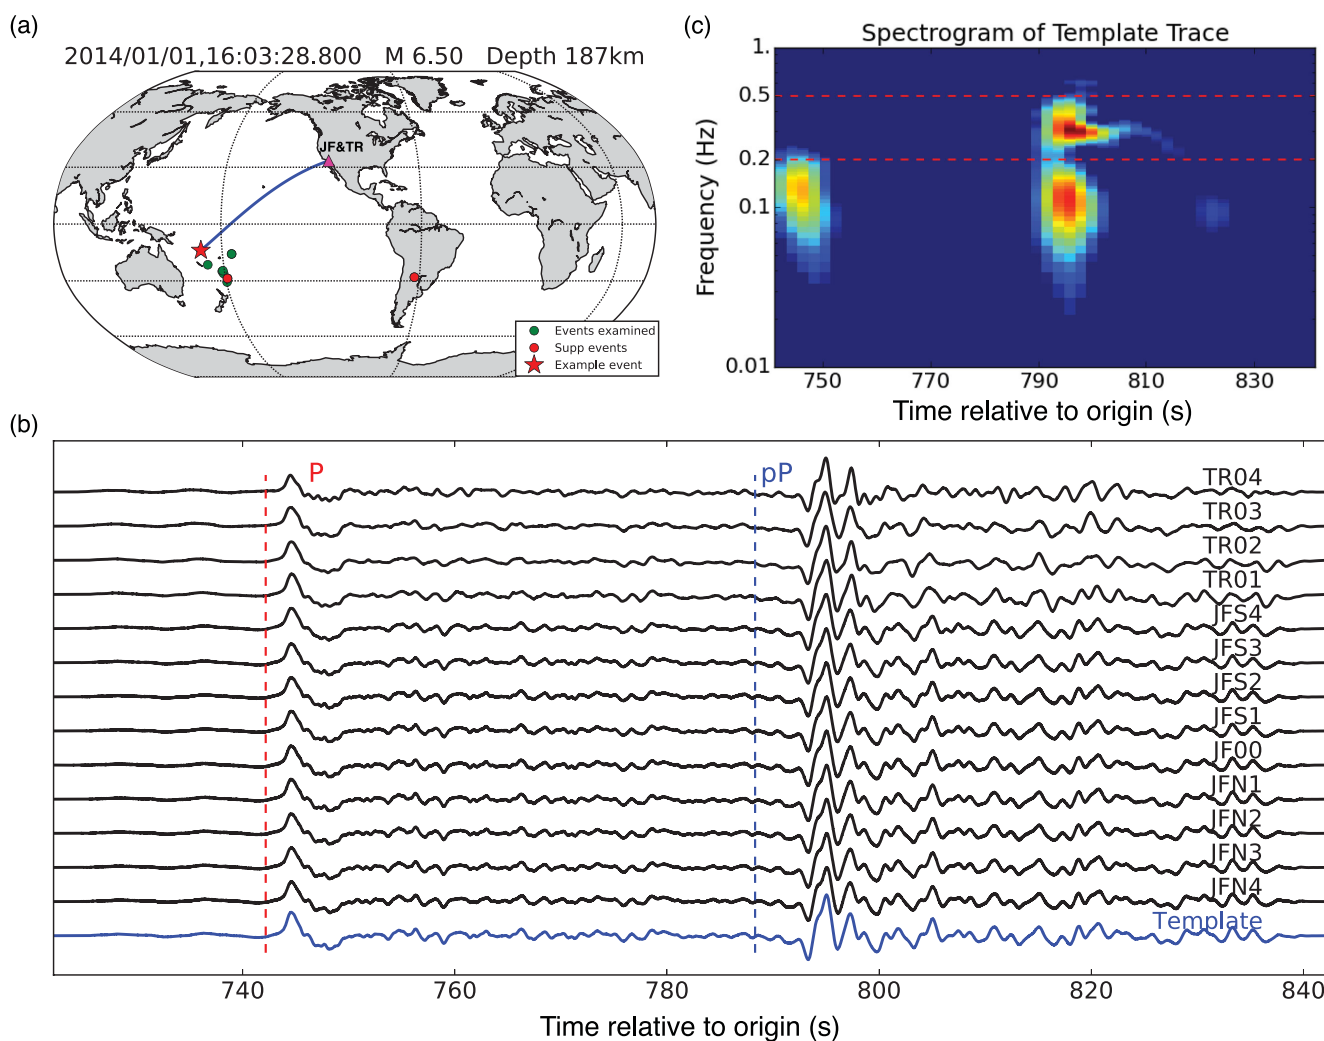 (a)
2014/01/01,16:03:28.800 M 6.50 Depth 187km
JF&TR
Events examined
Supp events
Example event
(c)
Spectrogram of Template Trace
Frequency (Hz)
1.
0.5
0.2
0.1
0.01
750 770 790 810 830
Time relative to origin (s)
(b)
P
pP
TR04
TR03
TR02
TR01
JFS4
JFS3
JFS2
JFS1
JF00
JFN1
JFN2
JFN3
JFN4
Template
740 760 780 800 820 840
Time relative to origin (s)